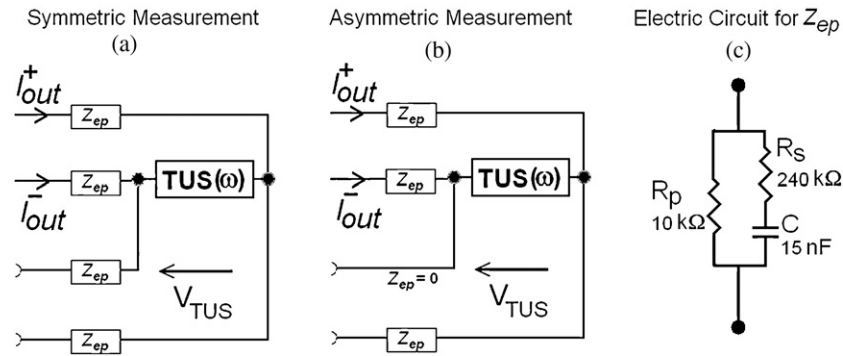 Symmetric Measurement
(a)
I+out
Zep
I-out
Zep
TUS(ω)
Zep
VTUS
Zep
Asymmetric Measurement
(b)
I+out
Zep
I-out
Zep
TUS(ω)
Zep = 0
VTUS
Zep
Electric Circuit for Zep
(c)
Rp
10 kΩ
Rs
240 kΩ
C
15 nF